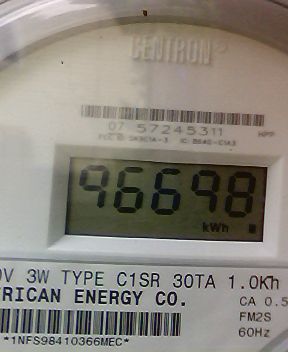 CENTRON®
07 57245311 HPP
96698
kWh
3W TYPE C1SR 30TA 1.0Kh
RICAN ENERGY CO.
CA 0.5
FM2S
60Hz
*1NFS98410366MEC*